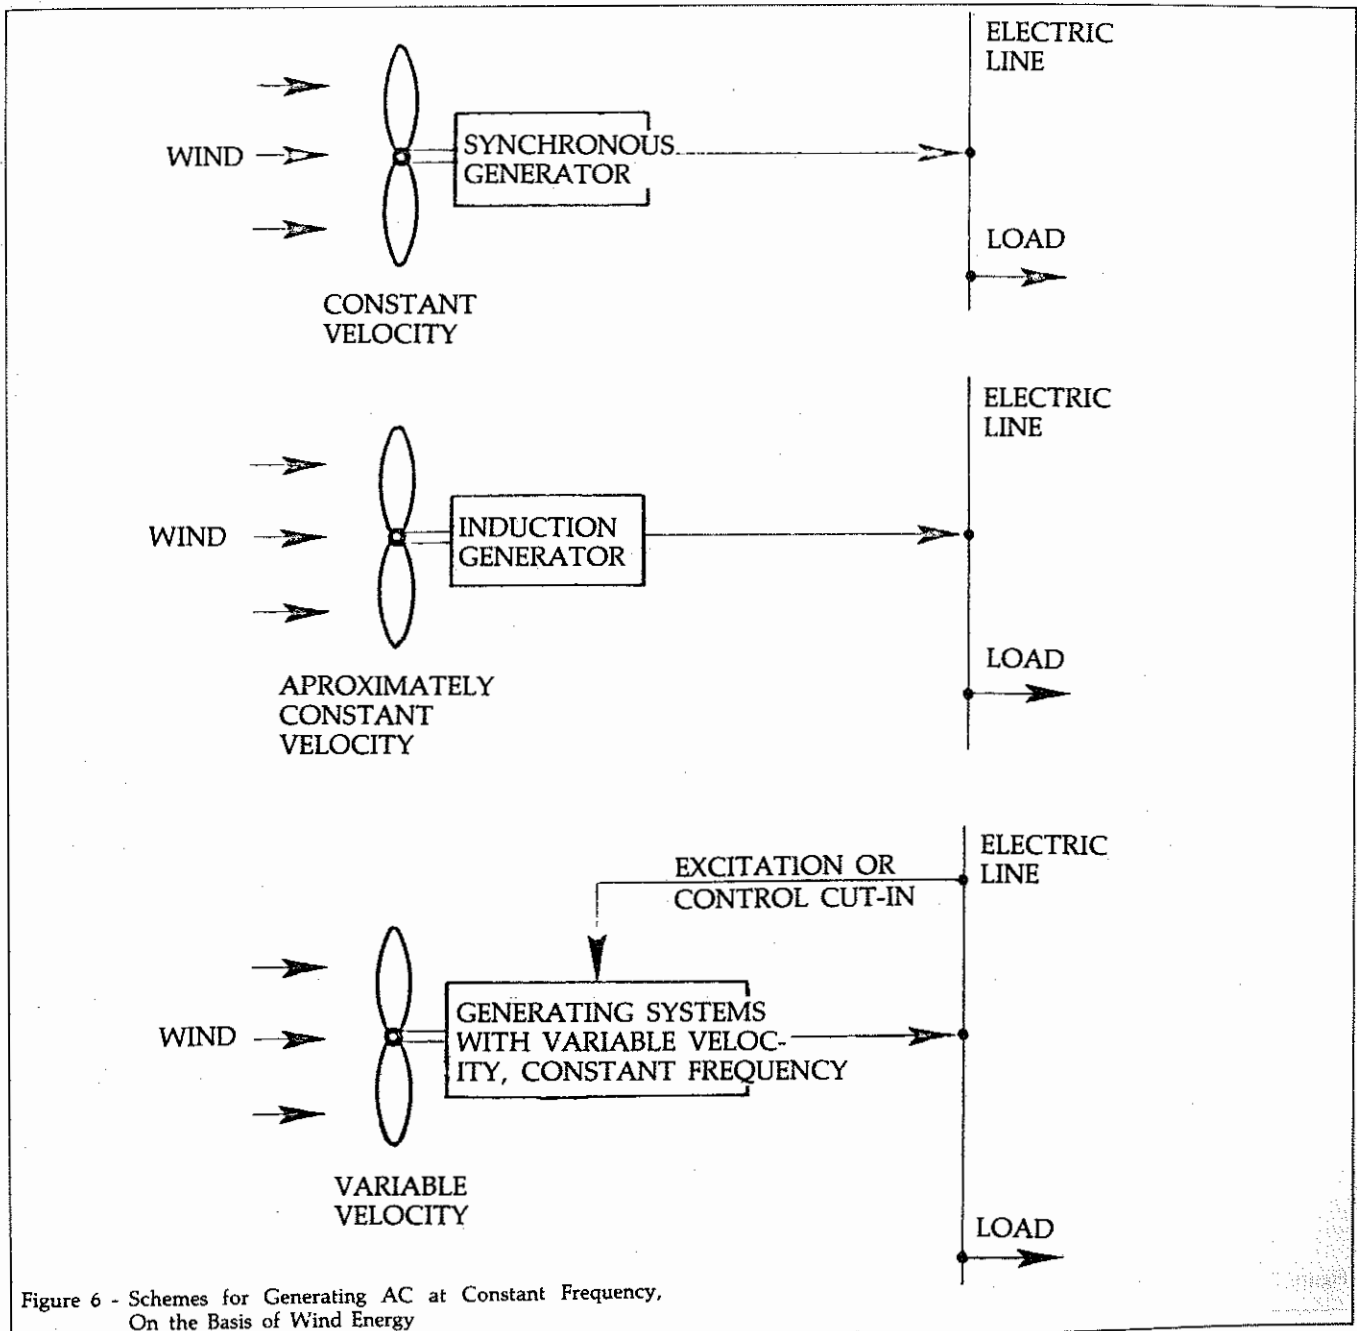 ELECTRIC
LINE
WIND
SYNCHRONOUS
GENERATOR
LOAD
CONSTANT
VELOCITY
ELECTRIC
LINE
WIND
INDUCTION
GENERATOR
LOAD
APROXIMATELY
CONSTANT
VELOCITY
ELECTRIC
LINE
EXCITATION OR
CONTROL CUT-IN
WIND
GENERATING SYSTEMS
WITH VARIABLE VELOC-
ITY, CONSTANT FREQUENCY
VARIABLE
VELOCITY
LOAD
Figure 6 - Schemes for Generating AC at Constant Frequency,
On the Basis of Wind Energy